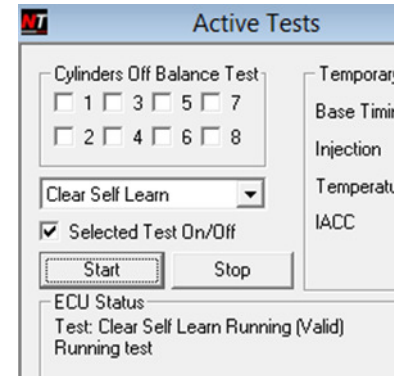 NT Active Tests
Cylinders Off Balance Test
1 3 5 7
2 4 6 8
Clear Self Learn
Selected Test On/Off
Start Stop
ECU Status
Test: Clear Self Learn Running (Valid)
Running test
Base
Injection
IACC